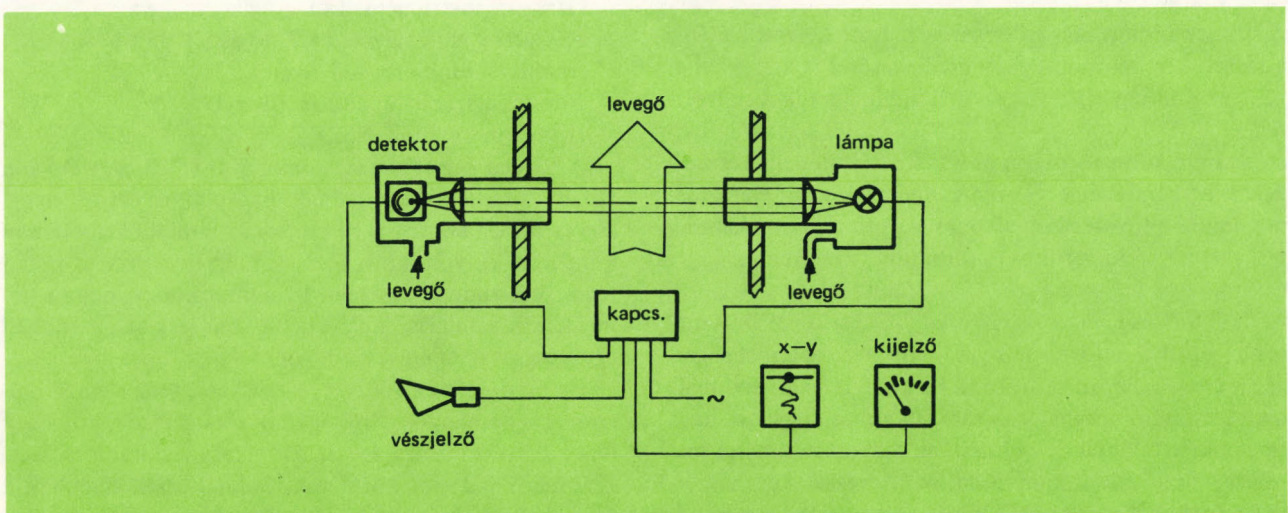 levegő
detektor
lámpa
levegő
levegő
kapcs.
x–y
kijelző
~
vészjelző